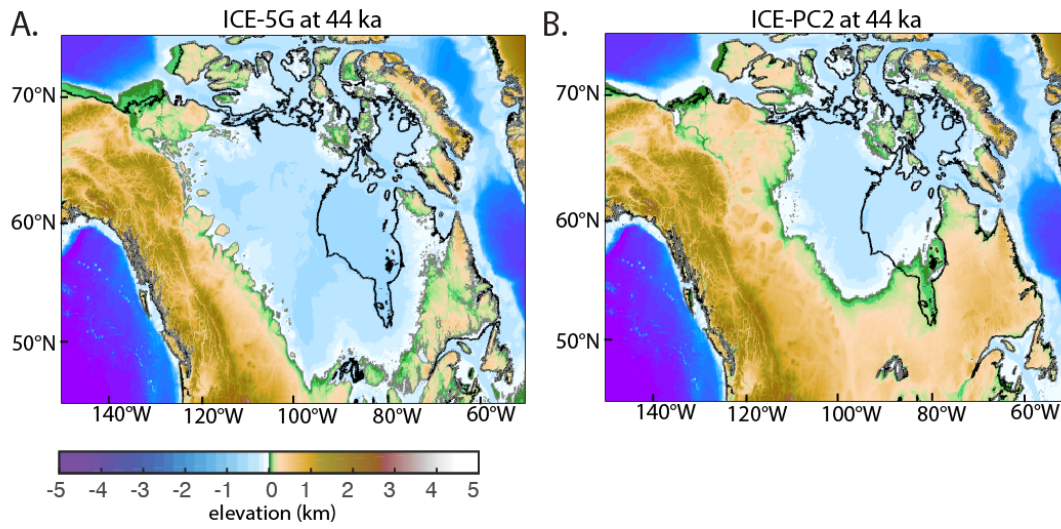 A.
ICE-5G at 44 ka
70°N
60°N
50°N
140°W 120°W 100°W 80°W 60°W
B.
ICE-PC2 at 44 ka
70°N
60°N
50°N
140°W 120°W 100°W 80°W 60°W
-5 -4 -3 -2 -1 0 1 2 3 4 5
elevation (km)